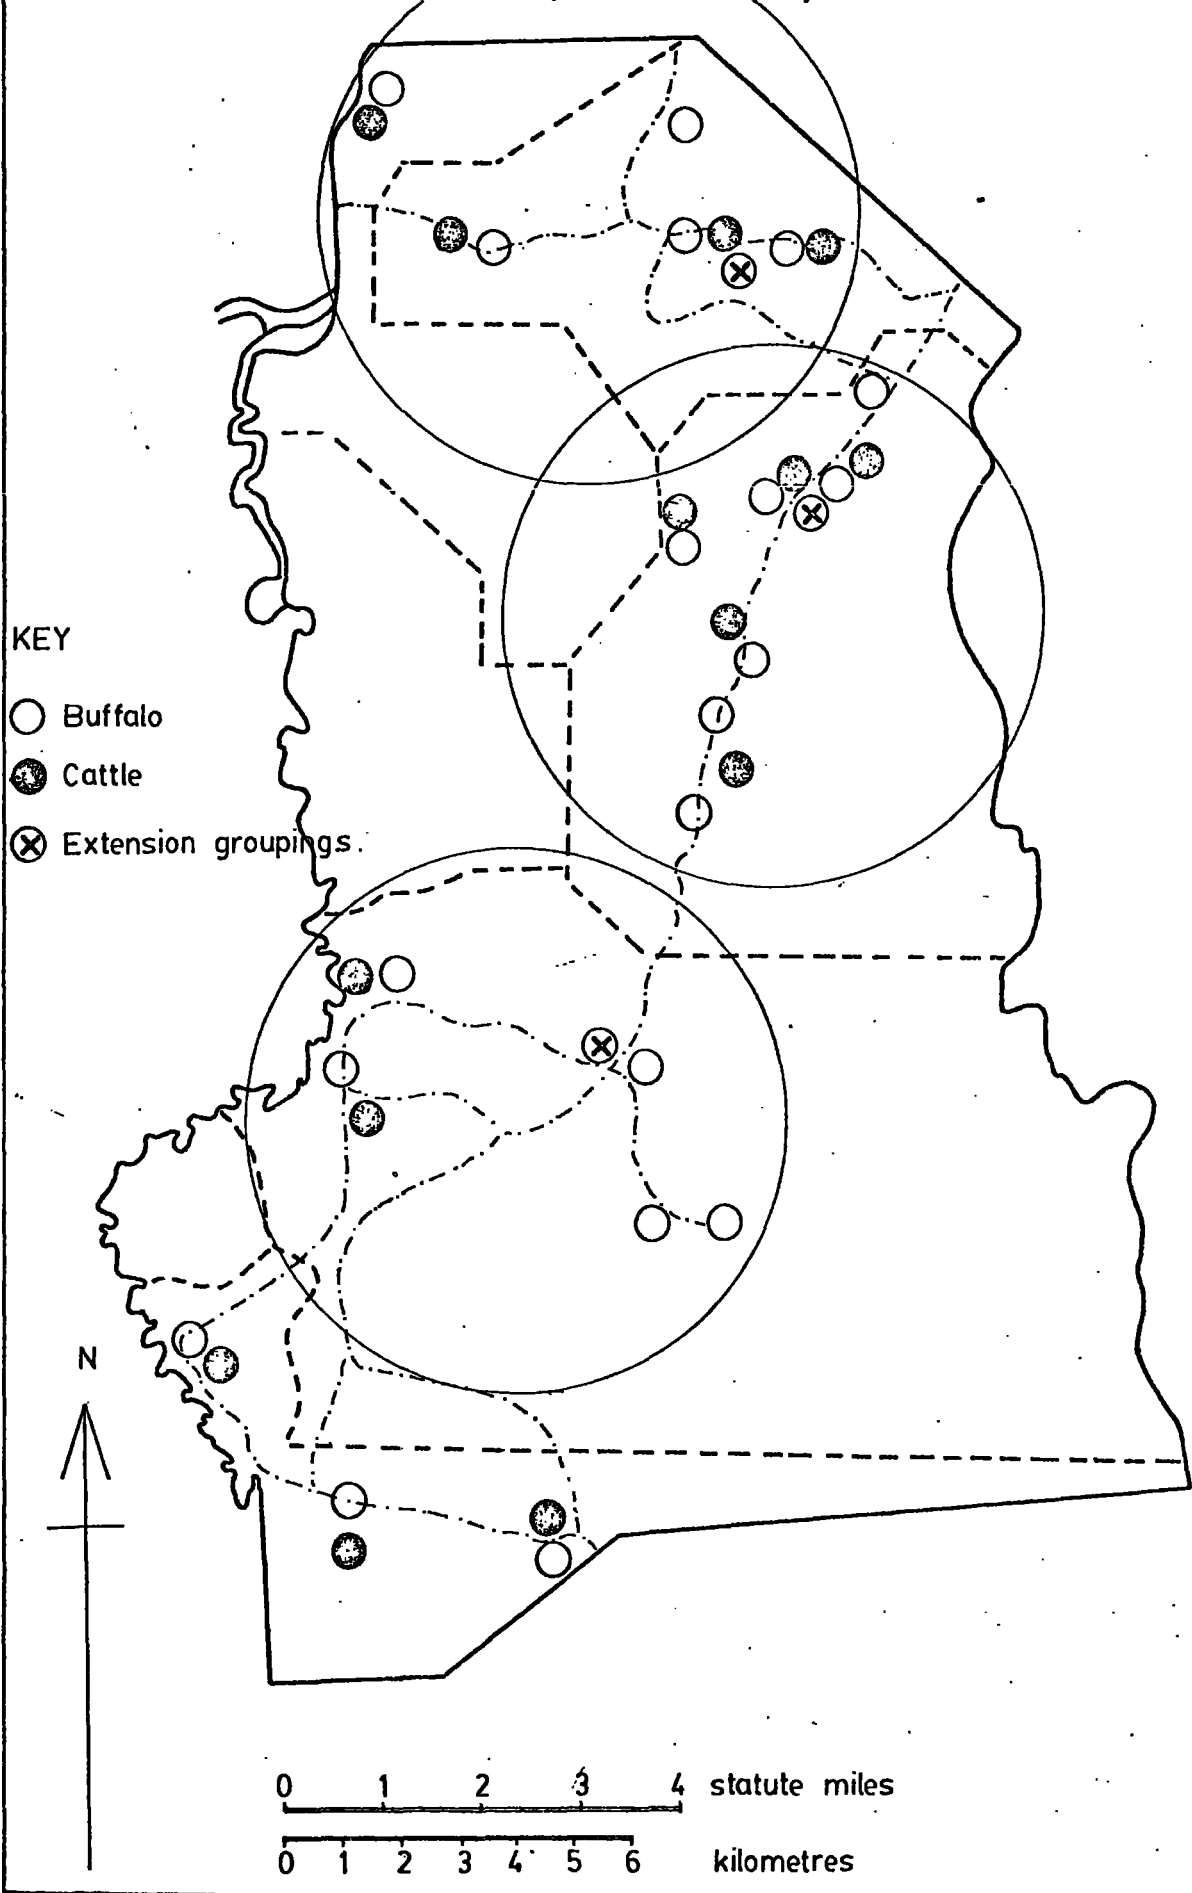 KEY
Buffalo
Cattle
Extension groupings.
N
0 1 2 3 4 statute miles
0 1 2 3 4 5 6 kilometres